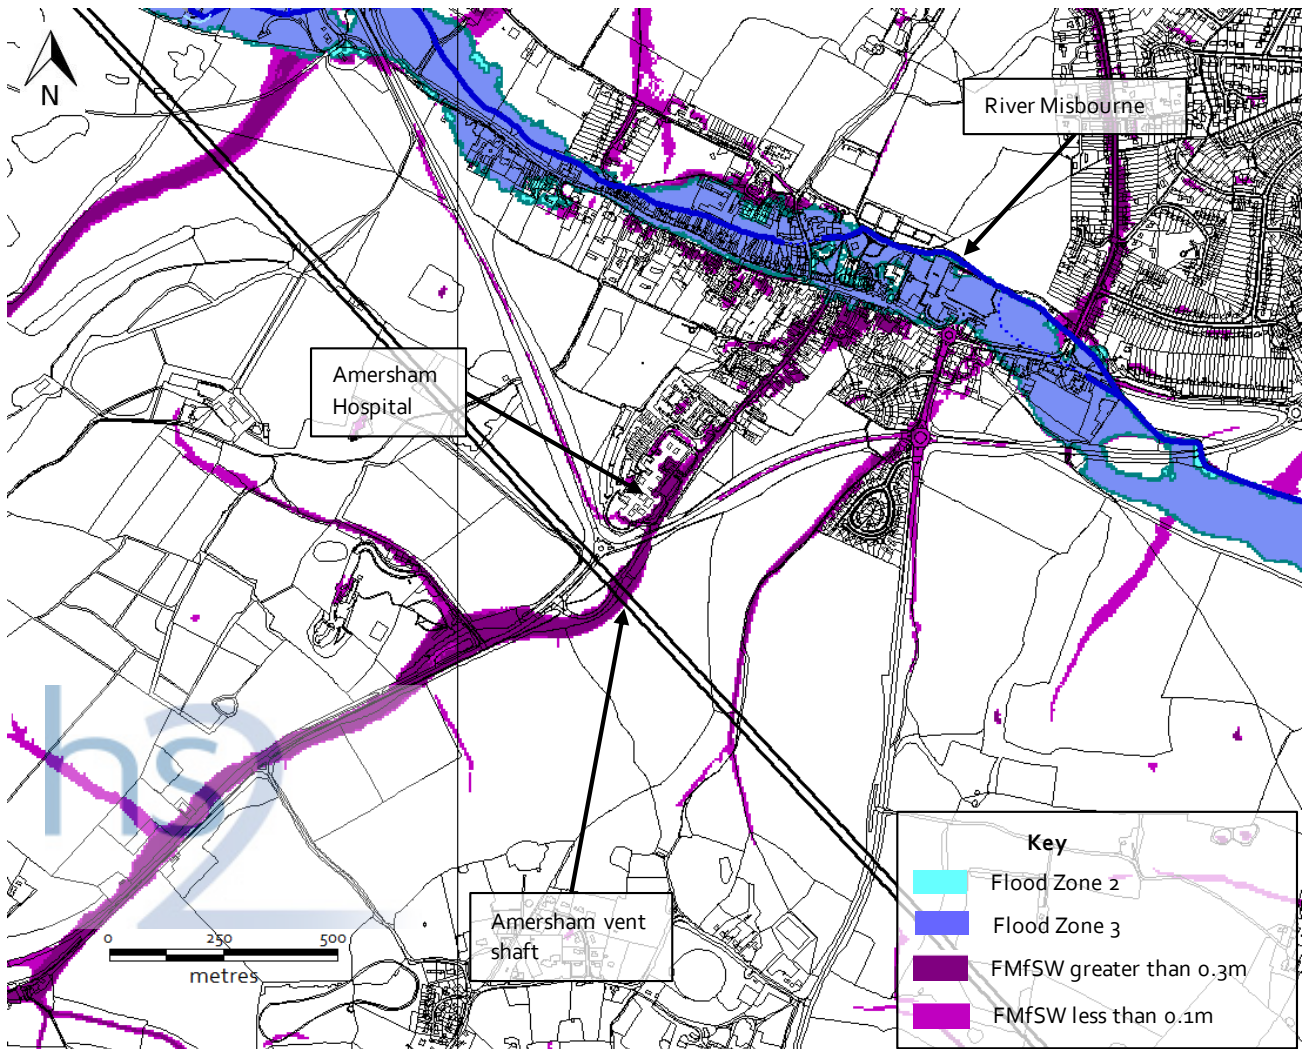 N
River Misbourne
Amersham
Hospital
hs2
0 250 500
metres
Amersham vent
shaft
Key
Flood Zone 2
Flood Zone 3
FMfSW greater than 0.3m
FMfSW less than 0.1m